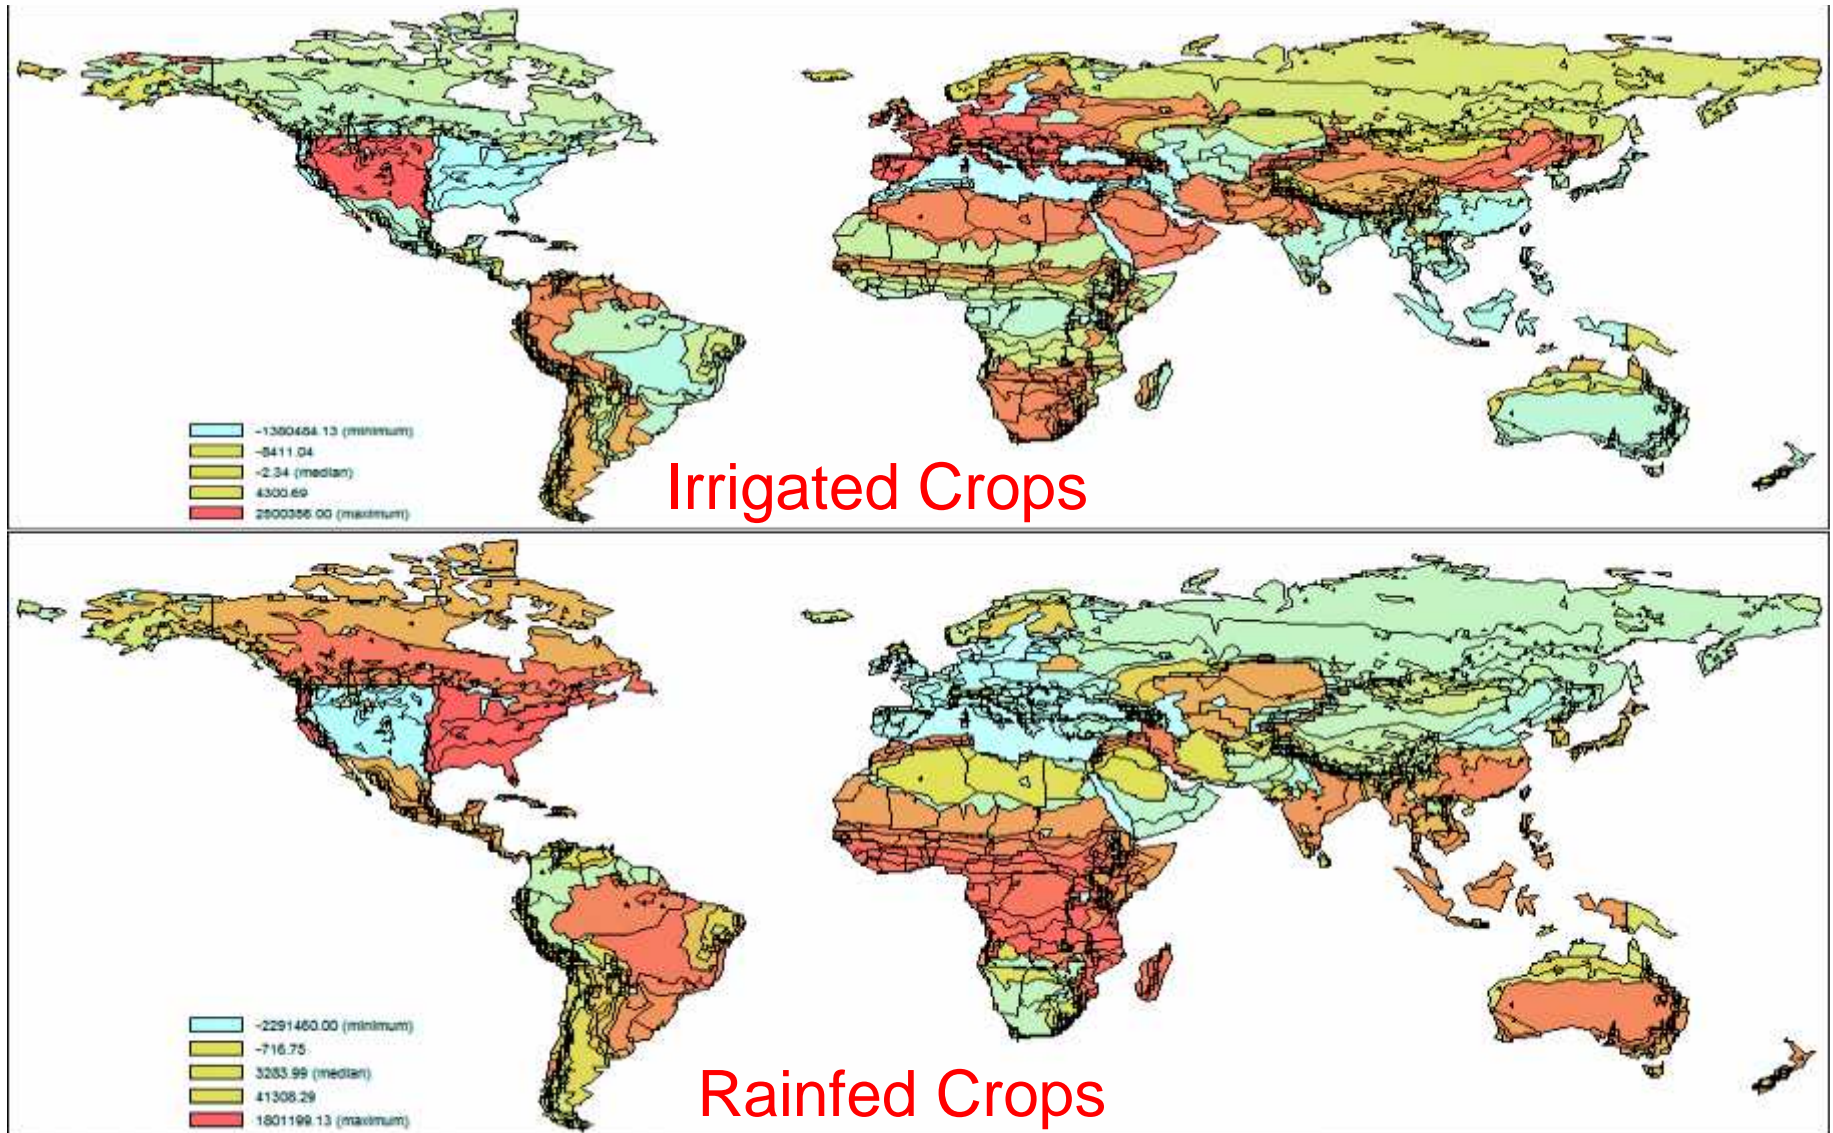 -1380484.13 (minimum)
-8411.04
-2.34 (median)
4300.69
2500356.00 (maximum)
Irrigated Crops
-2291460.00 (minimum)
-716.75
3283.99 (median)
41308.29
1801199.13 (maximum)
Rainfed Crops